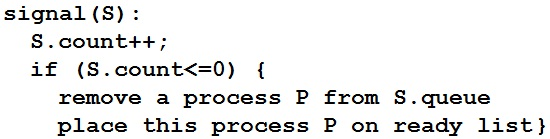 signal(S):
  S.count++;
  if (S.count<=0) {
    remove a process P from S.queue
    place this process P on ready list}